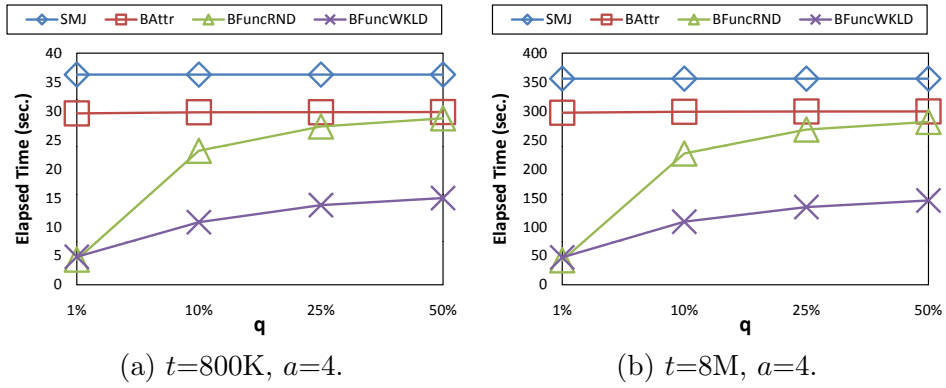 SMJ BAttr BFuncRND BFuncWKLD
Elapsed Time (sec.)
40
35
30
25
20
15
10
5
0
1% 10% 25% 50%
q
(a) t=800K, a=4.
SMJ BAttr BFuncRND BFuncWKLD
Elapsed Time (sec.)
400
350
300
250
200
150
100
50
0
1% 10% 25% 50%
q
(b) t=8M, a=4.